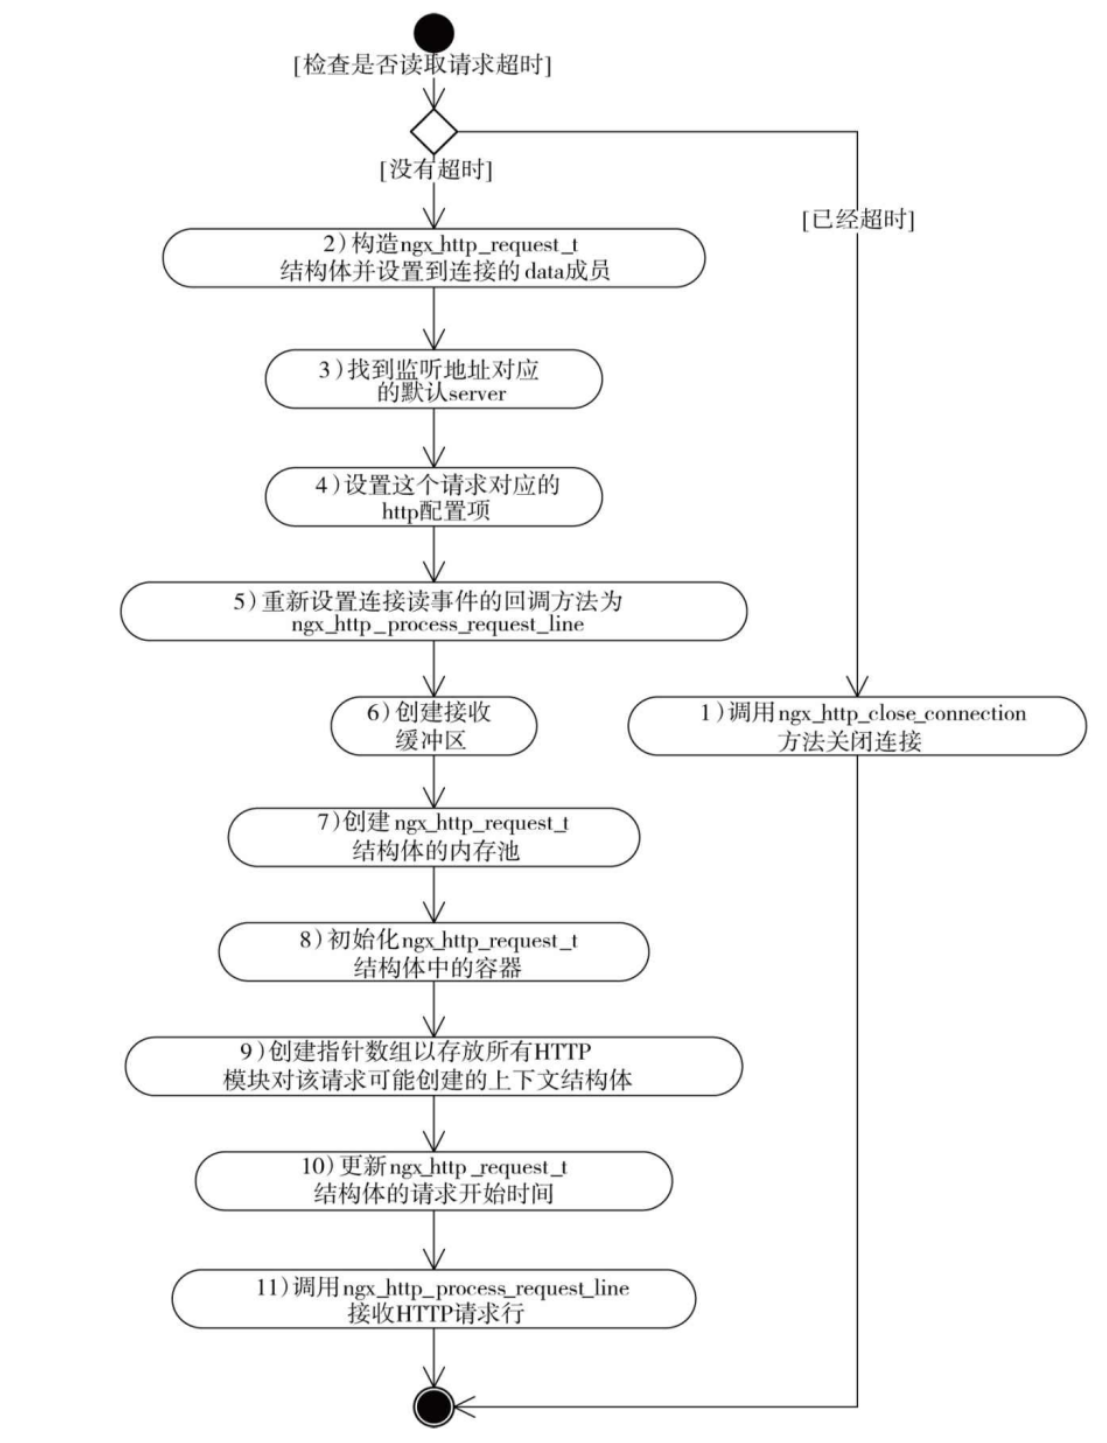 [检查是否读取请求超时]
[没有超时]
[已经超时]
2)构造ngx_http_request_t
结构体并设置到连接的data成员
3)找到监听地址对应
的默认server
4)设置这个请求对应的
http配置项
5)重新设置连接读事件的回调方法为
ngx_http_process_request_line
6)创建接收
缓冲区
1)调用ngx_http_close_connection
方法关闭连接
7)创建ngx_http_request_t
结构体的内存池
8)初始化ngx_http_request_t
结构体中的容器
9)创建指针数组以存放所有HTTP
模块对该请求可能创建的上下文结构体
10)更新ngx_http_request_t
结构体的请求开始时间
11)调用ngx_http_process_request_line
接收HTTP请求行